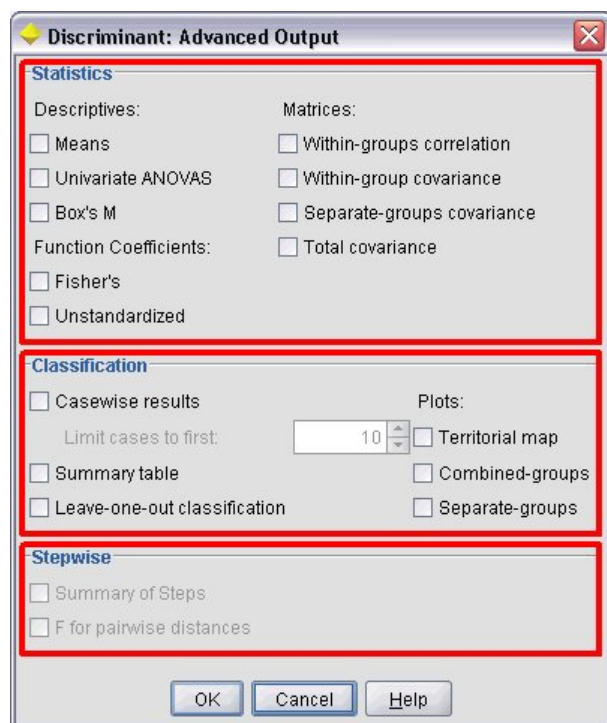 Discriminant: Advanced Output
Statistics
Descriptives:
Means
Univariate ANOVAS
Box's M
Function Coefficients:
Fisher's
Unstandardized
Matrices:
Within-groups correlation
Within-group covariance
Separate-groups covariance
Total covariance
Classification
Casewise results
Limit cases to first: 10
Summary table
Leave-one-out classification
Plots:
Territorial map
Combined-groups
Separate-groups
Stepwise
Summary of Steps
F for pairwise distances
OK Cancel Help